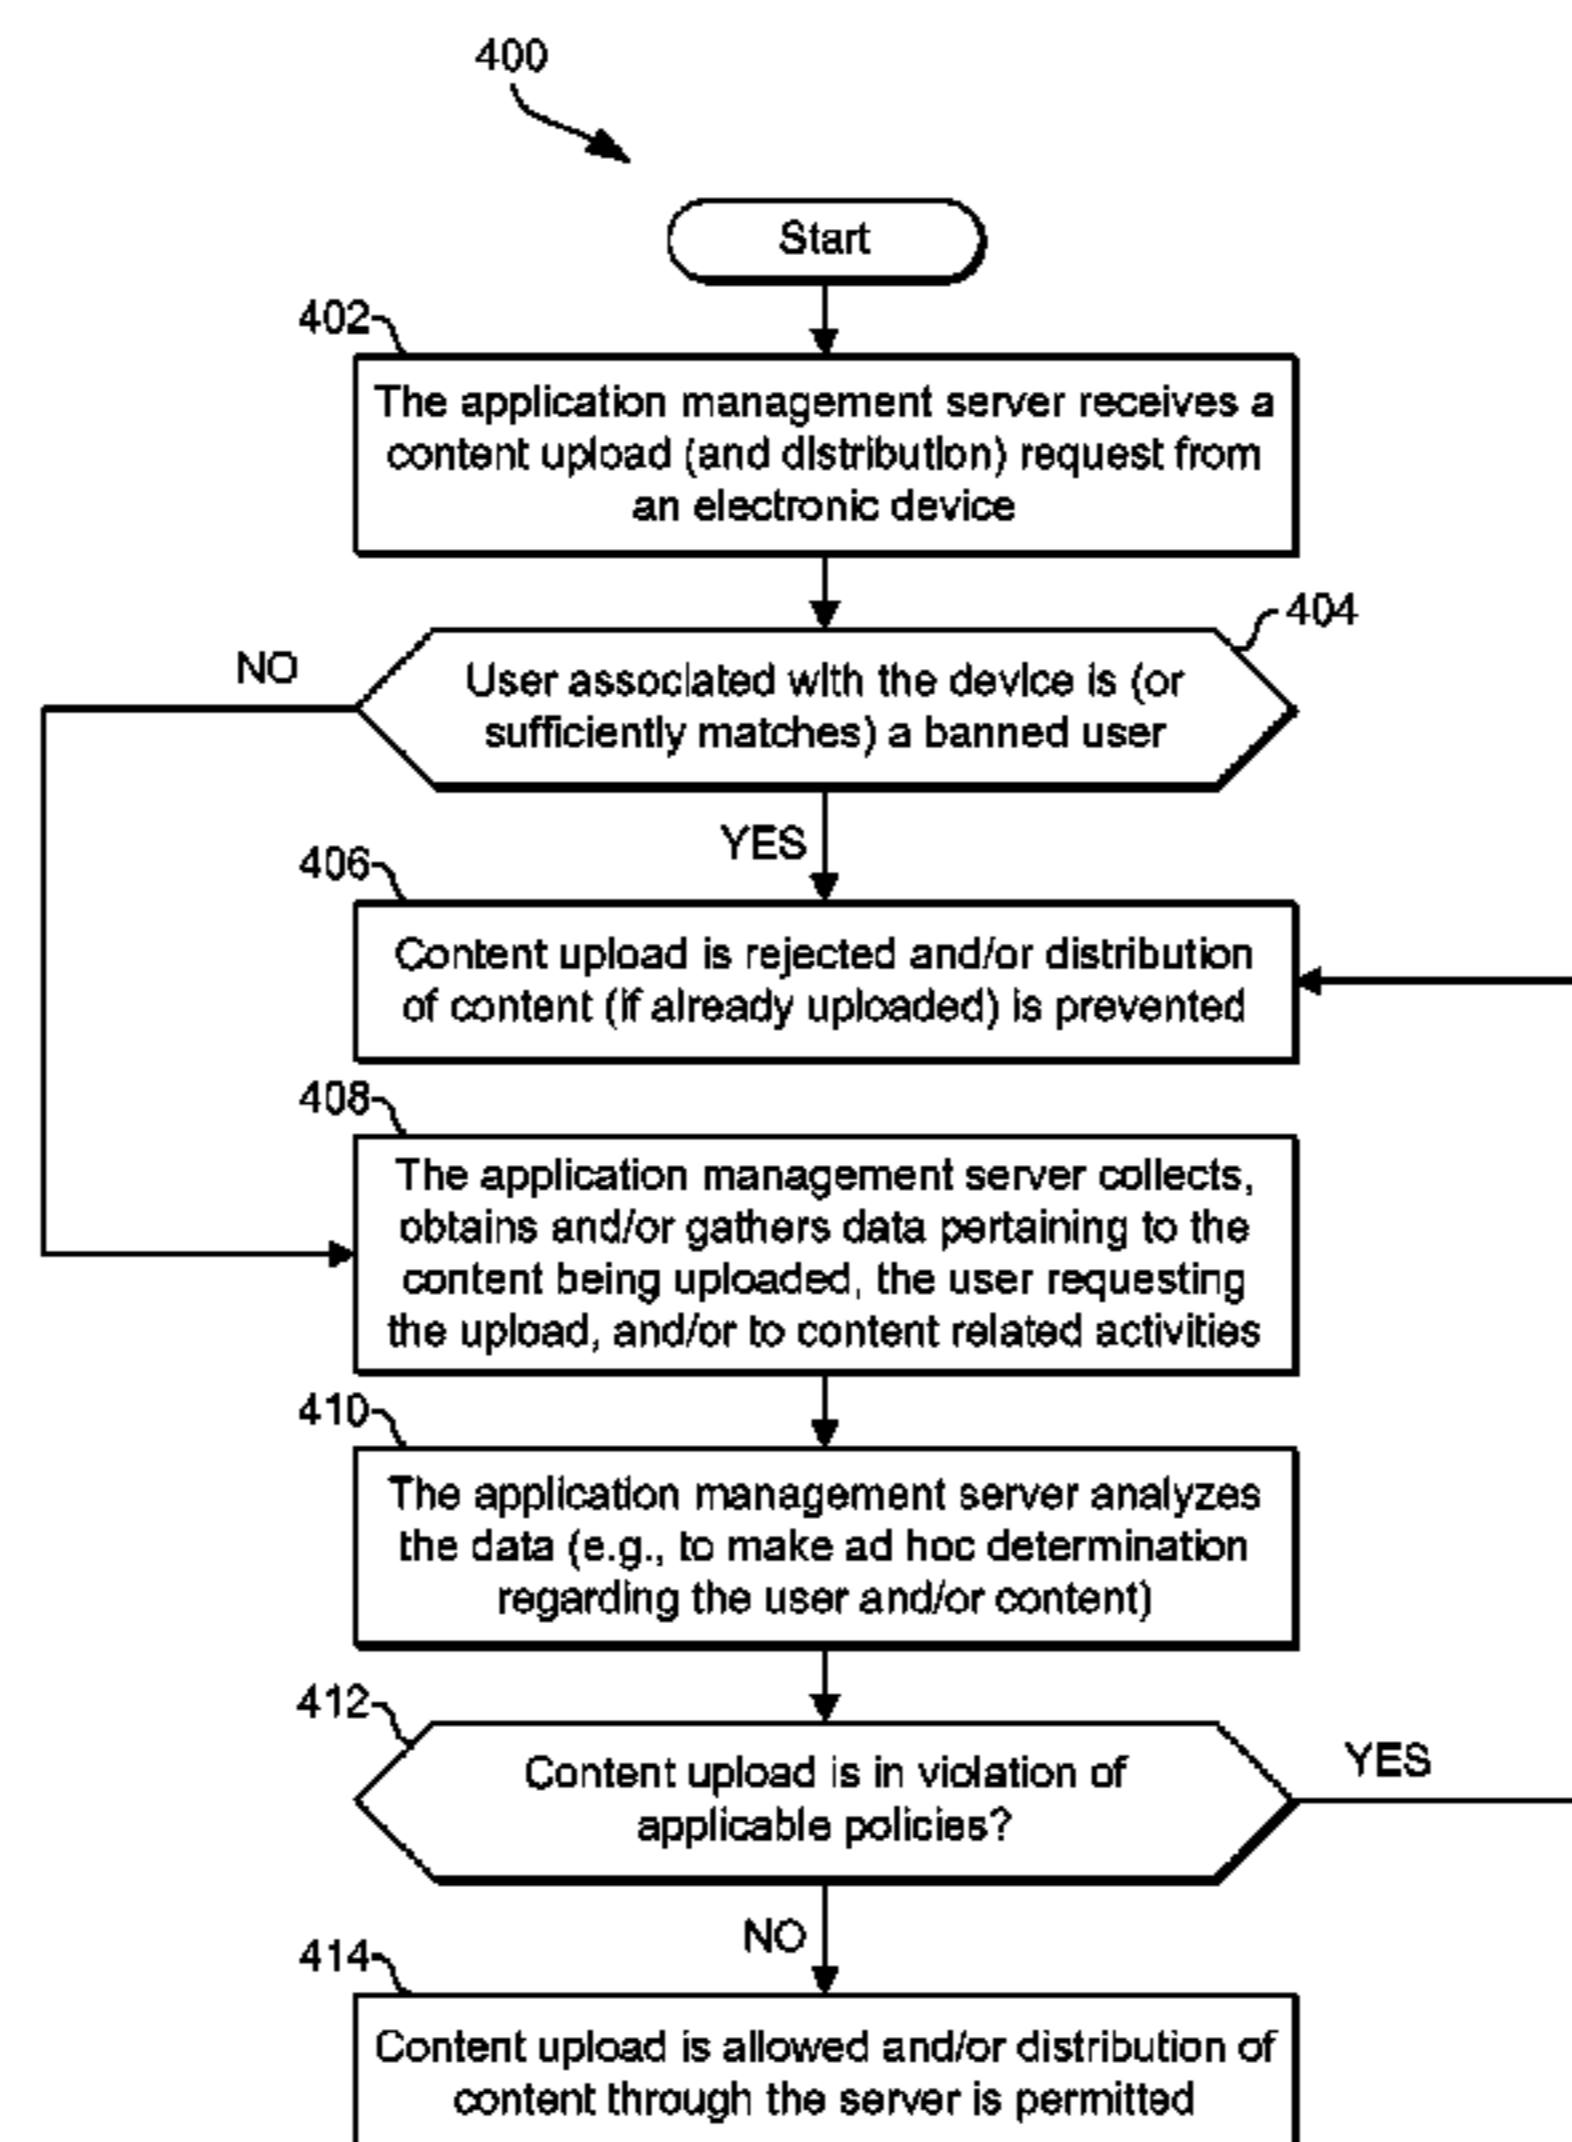 400
Start
402
The application management server receives a
content upload (and distribution) request from
an electronic device
404
NO
User associated with the device is (or
sufficiently matches) a banned user
YES
406
Content upload is rejected and/or distribution
of content (if already uploaded) is prevented
408
The application management server collects,
obtains and/or gathers data pertaining to the
content being uploaded, the user requesting
the upload, and/or to content related activities
410
The application management server analyzes
the data (e.g., to make ad hoc determination
regarding the user and/or content)
412
Content upload is in violation of
applicable policies?
YES
NO
414
Content upload is allowed and/or distribution of
content through the server is permitted